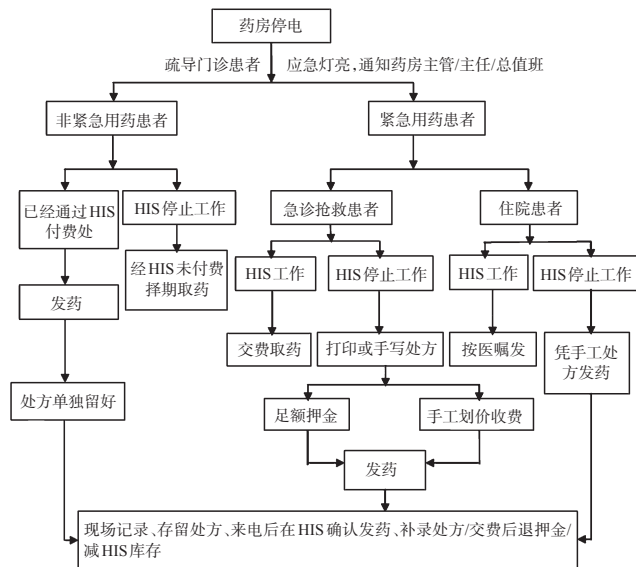 药房停电
疏导门诊患者
应急灯亮,通知药房主管/主任/总值班
非紧急用药患者
紧急用药患者
已经通过HIS
付费处
HIS停止工作
急诊抢救患者
住院患者
经HIS未付费
择期取药
HIS工作
HIS停止工作
HIS工作
HIS停止工作
发药
交费取药
打印或手写处方
按医嘱发
凭手工处
方发药
处方单独留好
足额押金
手工划价收费
发药
现场记录、存留处方、来电后在HIS确认发药、补录处方/交费后退押金/
减HIS库存